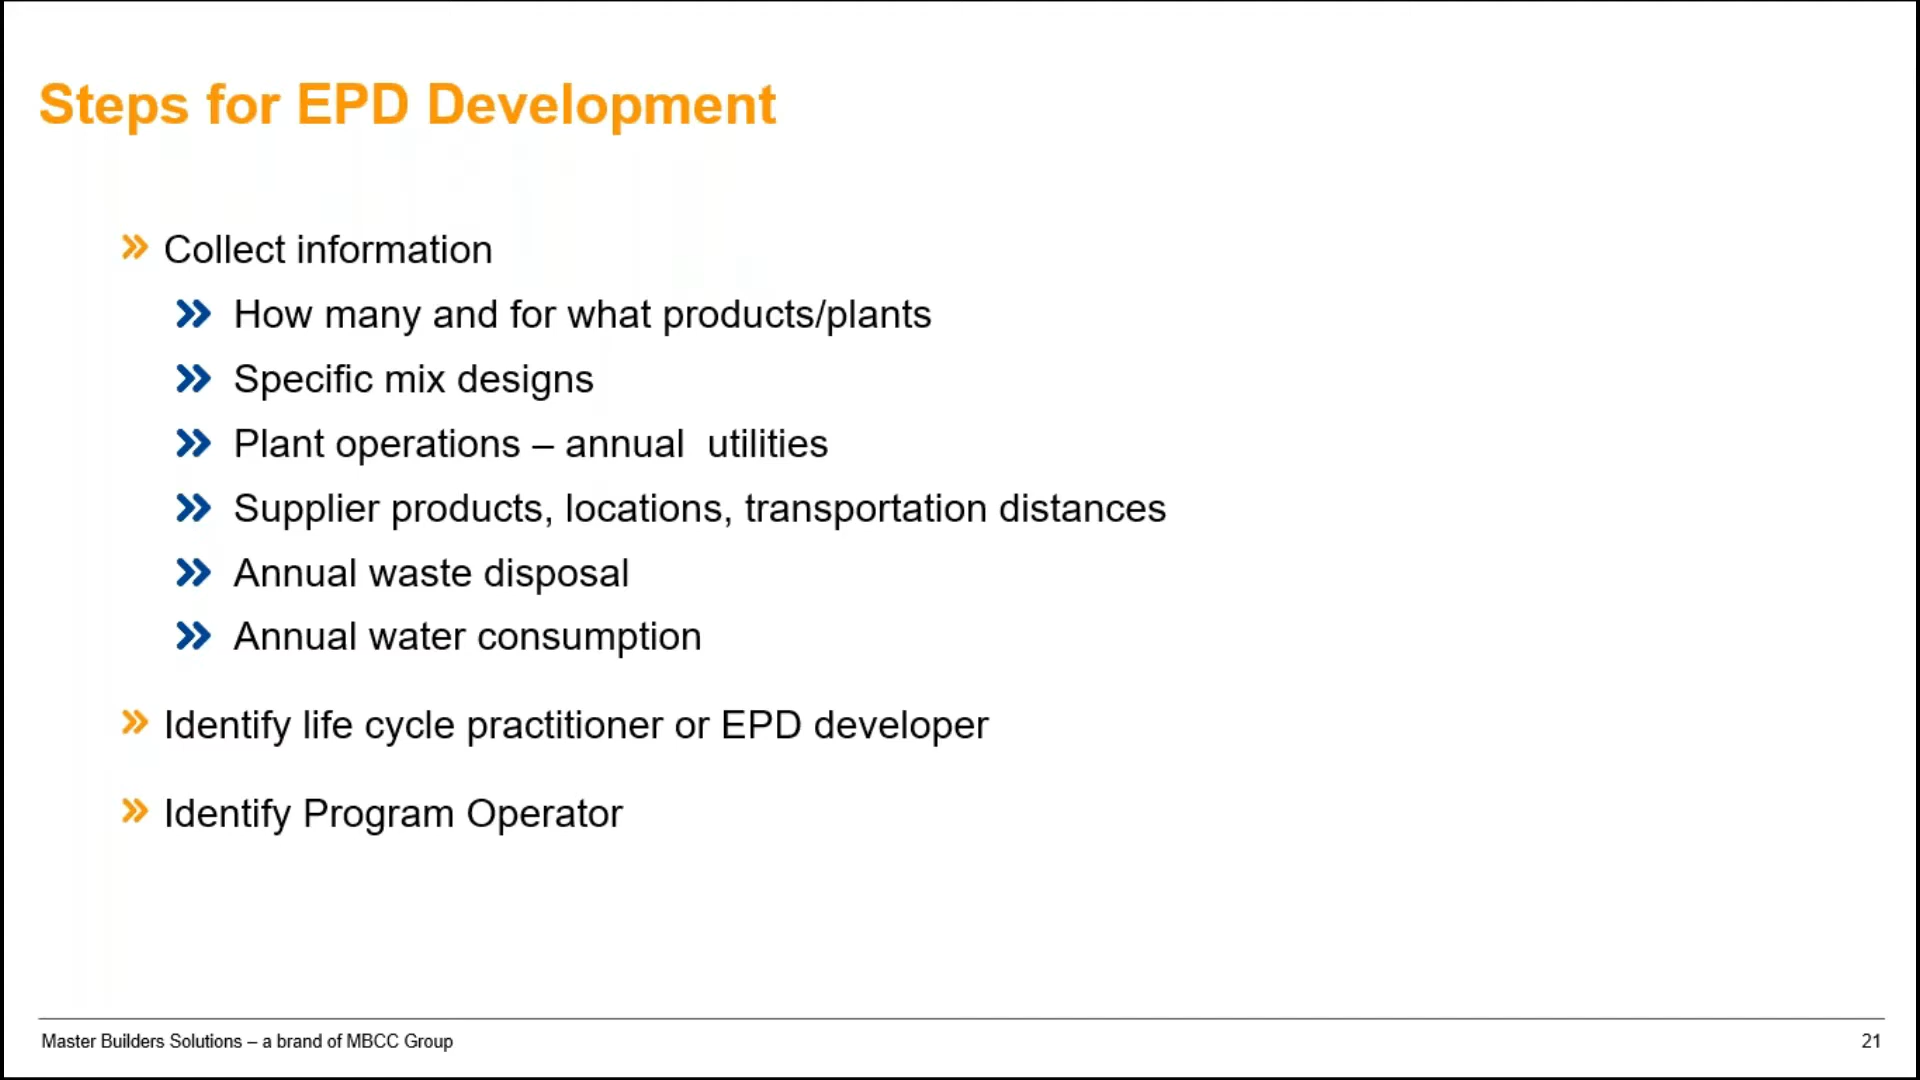 Steps for EPD Development
Collect information
How many and for what products/plants
Specific mix designs
Plant operations – annual  utilities
Supplier products, locations, transportation distances
Annual waste disposal
Annual water consumption
Identify life cycle practitioner or EPD developer
Identify Program Operator
Master Builders Solutions – a brand of MBCC Group
21